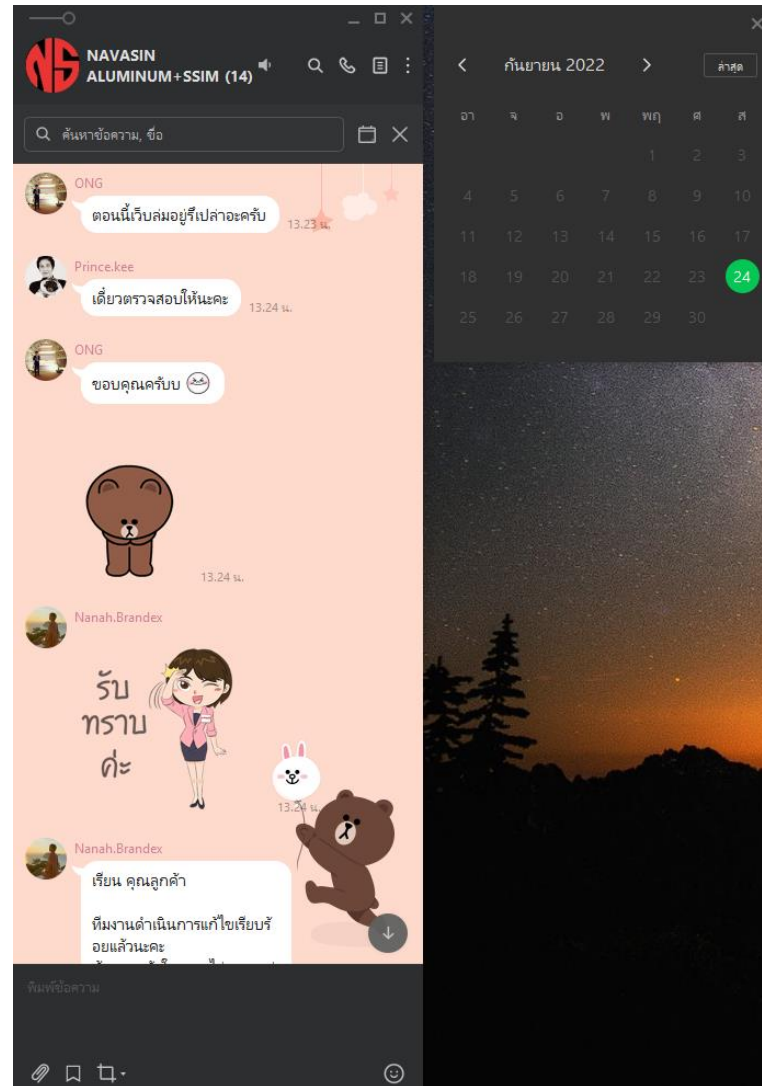 NS
NAVASIN
ALUMINUM+SSIM (14)
ค้นหาข้อความ, ชื่อ
ONG
ตอนนี้เว็บล่มอยู่รึเปล่าอะครับ
13.23 น.
Prince.kee
เดี๋ยวตรวจสอบให้นะคะ
13.24 น.
ONG
ขอบคุณครับบ
13.24 น.
Nanah.Brandex
รับ
ทราบ
ค่ะ
13.24 น.
Nanah.Brandex
เรียน คุณลูกค้า
ทีมงานดำเนินการแก้ไขเรียบร้
อยแล้วนะคะ
พิมพ์ข้อความ
กันยายน 2022
ล่าสุด
อา จ อ พ พฤ ศ ส
1 2 3
4 5 6 7 8 9 10
11 12 13 14 15 16 17
18 19 20 21 22 23 24
25 26 27 28 29 30